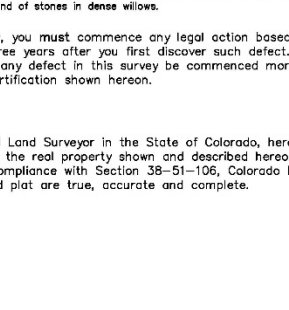 nd of stones in dense willows.
, you must commence any legal action based
ree years after you first discover such defect.
any defect in this survey be commenced mor
rtification shown hereon.
Land Surveyor in the State of Colorado, her
the real property shown and described hereo
ompliance with Section 38–51–106, Colorado
d plat are true, accurate and complete.